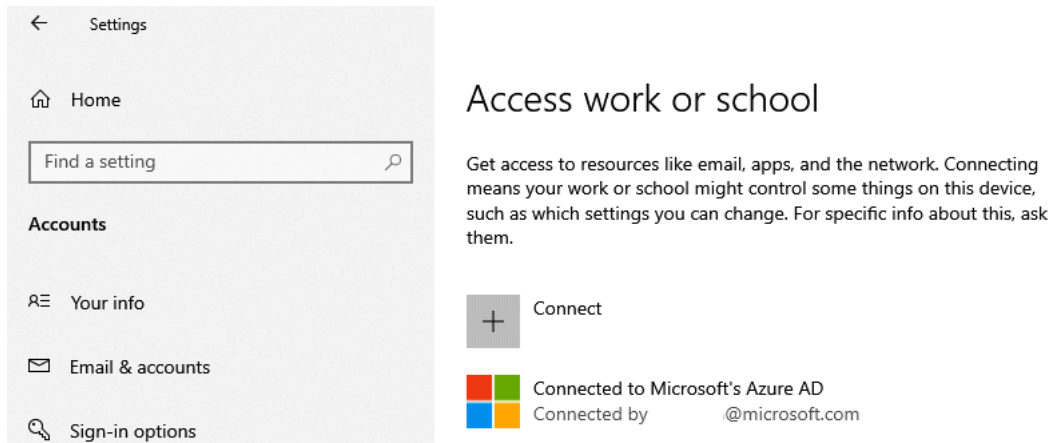 Settings
Home
Find a setting
Accounts
Your info
Email & accounts
Sign-in options
Access work or school
Get access to resources like email, apps, and the network. Connecting
means your work or school might control some things on this device,
such as which settings you can change. For specific info about this, ask
them.
Connect
Connected to Microsoft's Azure AD
Connected by @microsoft.com